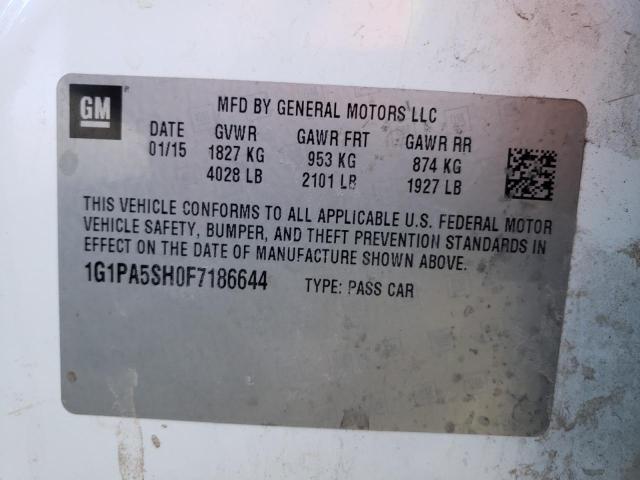 GM
MFD BY GENERAL MOTORS LLC
DATE GVWR GAWR FRT GAWR RR
01/15 1827 KG 953 KG 874 KG
4028 LB 2101 LB 1927 LB
THIS VEHICLE CONFORMS TO ALL APPLICABLE U.S. FEDERAL MOTOR
VEHICLE SAFETY, BUMPER, AND THEFT PREVENTION STANDARDS IN
EFFECT ON THE DATE OF MANUFACTURE SHOWN ABOVE.
1G1PA5SH0F7186644 TYPE: PASS CAR